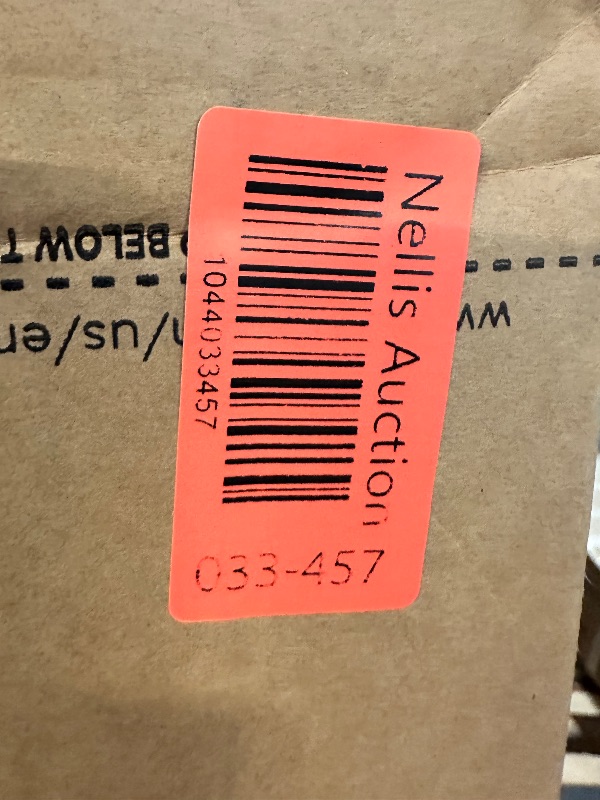 Nellis Auction
1044033457
033-457
BELOW
/us/en